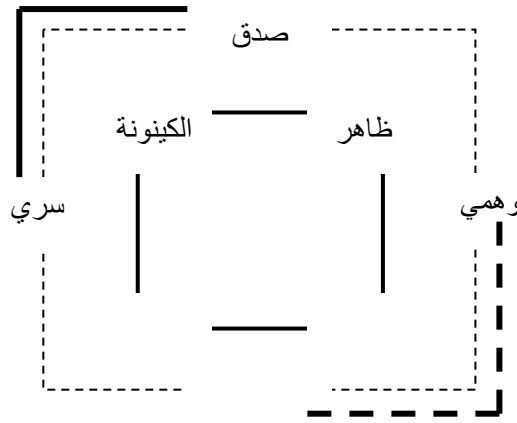 صدق
ظاهر
الكينونة
وهمي
سري